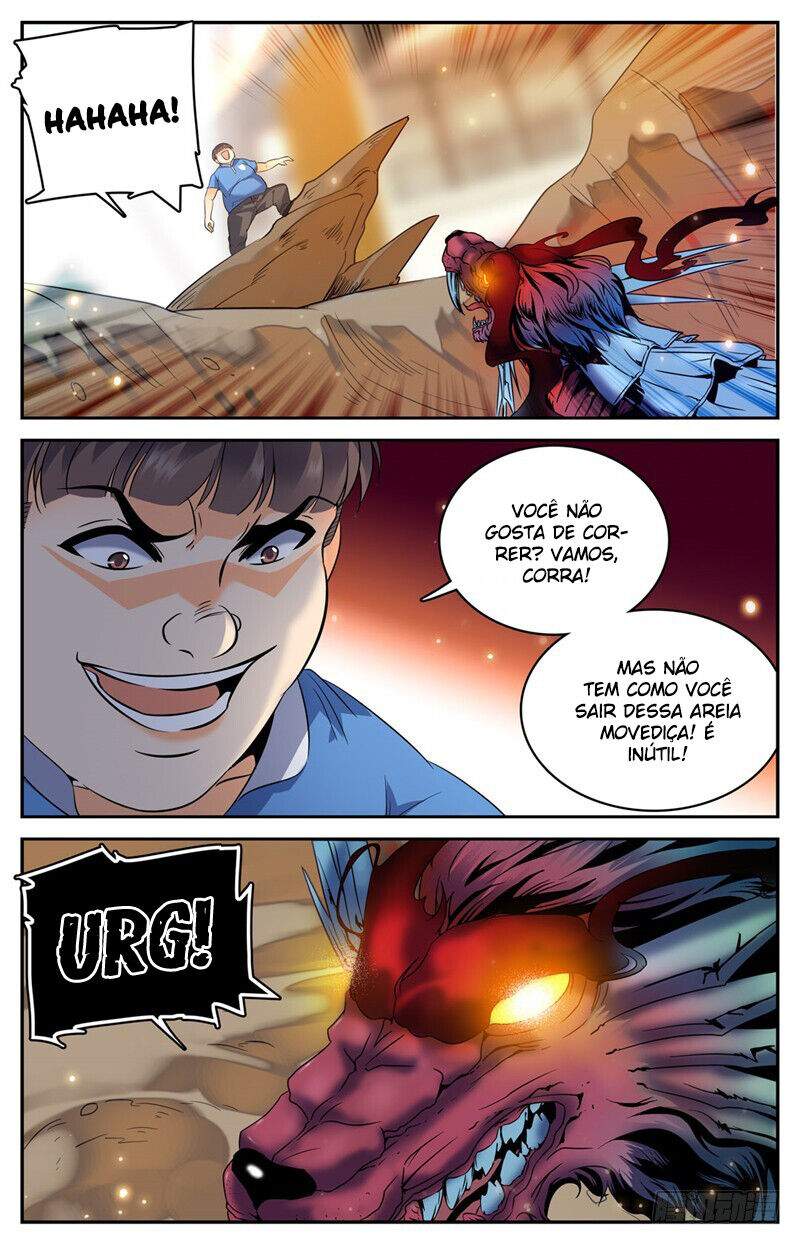 HAHAHA!
VOCÊ NÃO
GOSTA DE COR-
RER? VAMOS,
CORRA!
MAS NÃO
TEM COMO VOCÊ
SAIR DESSA AREIA
MOVEDIÇA! É
INÚTIL!
URG!